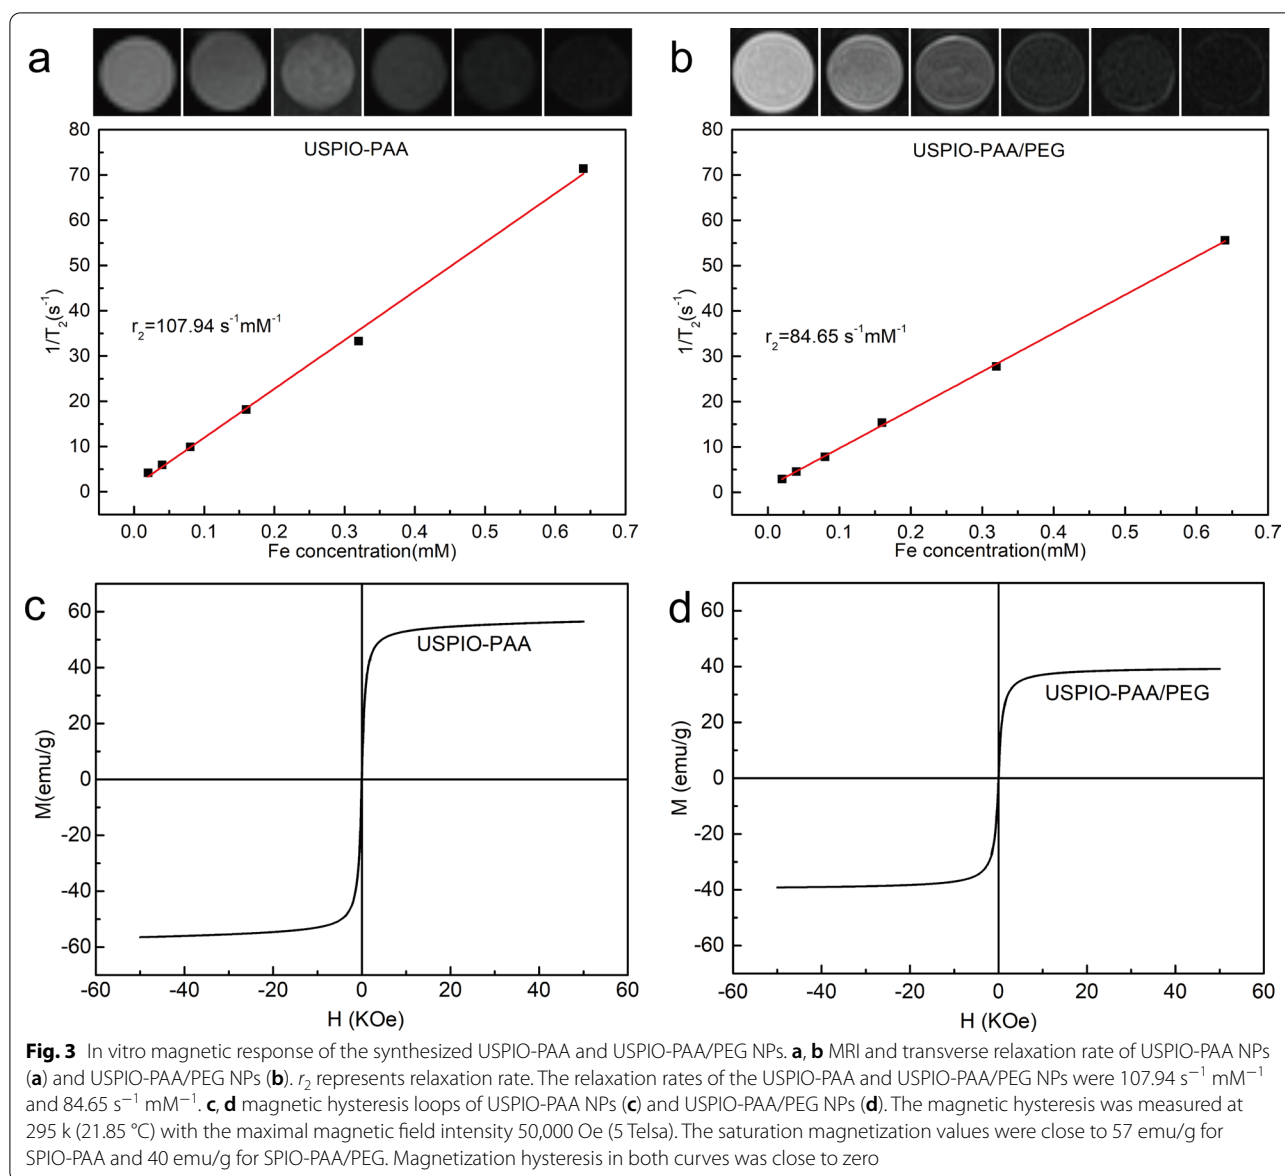 a
USPIO-PAA
80
70
60
50
40
30
20
10
0
1/T2(s-1)
r2=107.94 s-1mM-1
0.0 0.1 0.2 0.3 0.4 0.5 0.6 0.7
Fe concentration(mM)
b
USPIO-PAA/PEG
80
70
60
50
40
30
20
10
0
1/T2(s-1)
r2=84.65 s-1mM-1
0.0 0.1 0.2 0.3 0.4 0.5 0.6 0.7
Fe concentration(mM)
c
60
40
20
0
-20
-40
-60
M(emu/g)
USPIO-PAA
-60 -40 -20 0 20 40 60
H (KOe)
d
60
40
20
0
-20
-40
-60
M (emu/g)
USPIO-PAA/PEG
-60 -40 -20 0 20 40 60
H (KOe)
Fig. 3 In vitro magnetic response of the synthesized USPIO-PAA and USPIO-PAA/PEG NPs. a, b MRI and transverse relaxation rate of USPIO-PAA NPs
(a) and USPIO-PAA/PEG NPs (b). r2 represents relaxation rate. The relaxation rates of the USPIO-PAA and USPIO-PAA/PEG NPs were 107.94 s−1 mM−1
and 84.65 s−1 mM−1. c, d magnetic hysteresis loops of USPIO-PAA NPs (c) and USPIO-PAA/PEG NPs (d). The magnetic hysteresis was measured at
295 k (21.85 °C) with the maximal magnetic field intensity 50,000 Oe (5 Telsa). The saturation magnetization values were close to 57 emu/g for
SPIO-PAA and 40 emu/g for SPIO-PAA/PEG. Magnetization hysteresis in both curves was close to zero